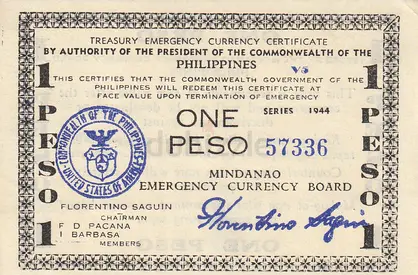 TREASURY EMERGENCY CURRENCY CERTIFICATE
BY AUTHORITY OF THE PRESIDENT OF THE COMMONWEALTH OF THE
PHILIPPINES
VS
THIS CERTIFIES THAT THE COMMONWEALTH GOVERNMENT OF THE
PHILIPPINES WILL REDEEM THIS CERTIFICATE AT
FACE VALUE UPON TERMINATION OF EMERGENCY
SERIES 1944
1 PESO 1
1 PESO 1
ONE
PESO 57336
COMMONWEALTH OF THE PHILIPPINES
UNITED STATES OF AMERICA
MINDANAO
EMERGENCY CURRENCY BOARD
FLORENTINO SAGUIN
CHAIRMAN
F D PACANA
I BARBASA
MEMBERS
Florentino Saguin